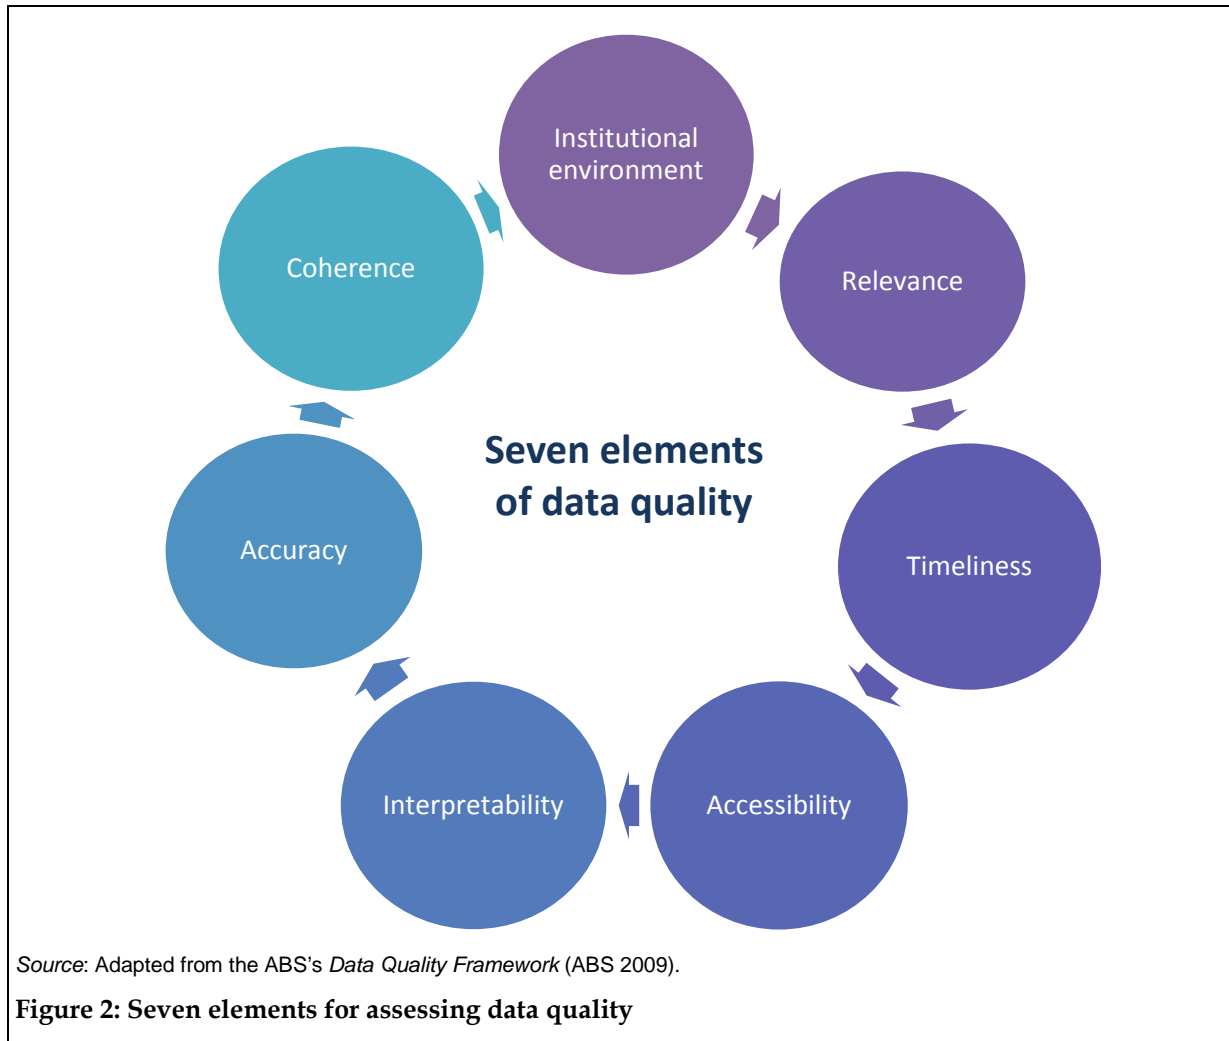 Institutional
environment
Relevance
Timeliness
Accessibility
Interpretability
Accuracy
Coherence
Seven elements
of data quality
Source: Adapted from the ABS’s Data Quality Framework (ABS 2009).
Figure 2: Seven elements for assessing data quality